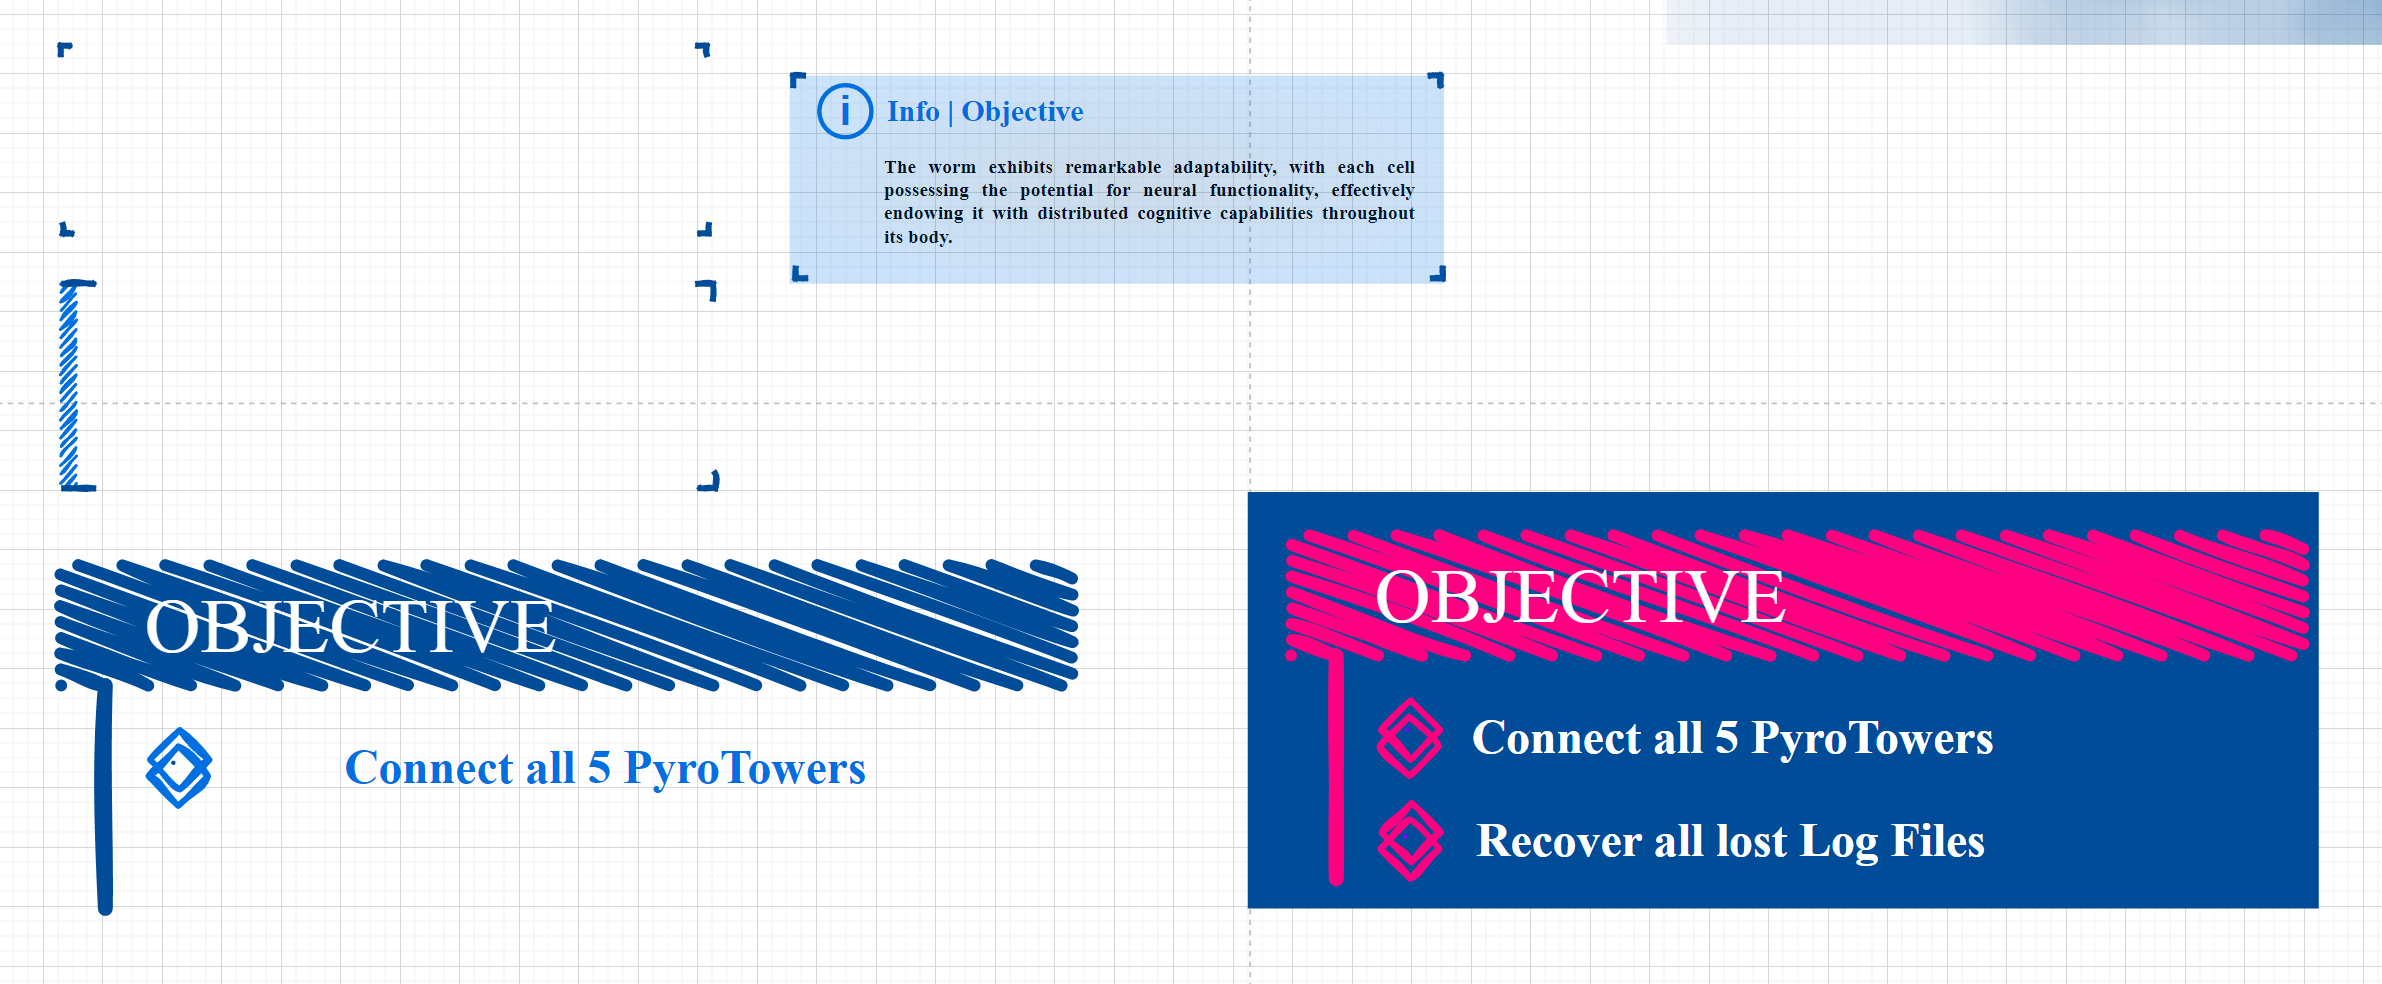 i
Info | Objective
The worm exhibits remarkable adaptability, with each cell
possessing the potential for neural functionality, effectively
endowing it with distributed cognitive capabilities throughout
its body.
OBJECTIVE
Connect all 5 PyroTowers
OBJECTIVE
Connect all 5 PyroTowers
Recover all lost Log Files